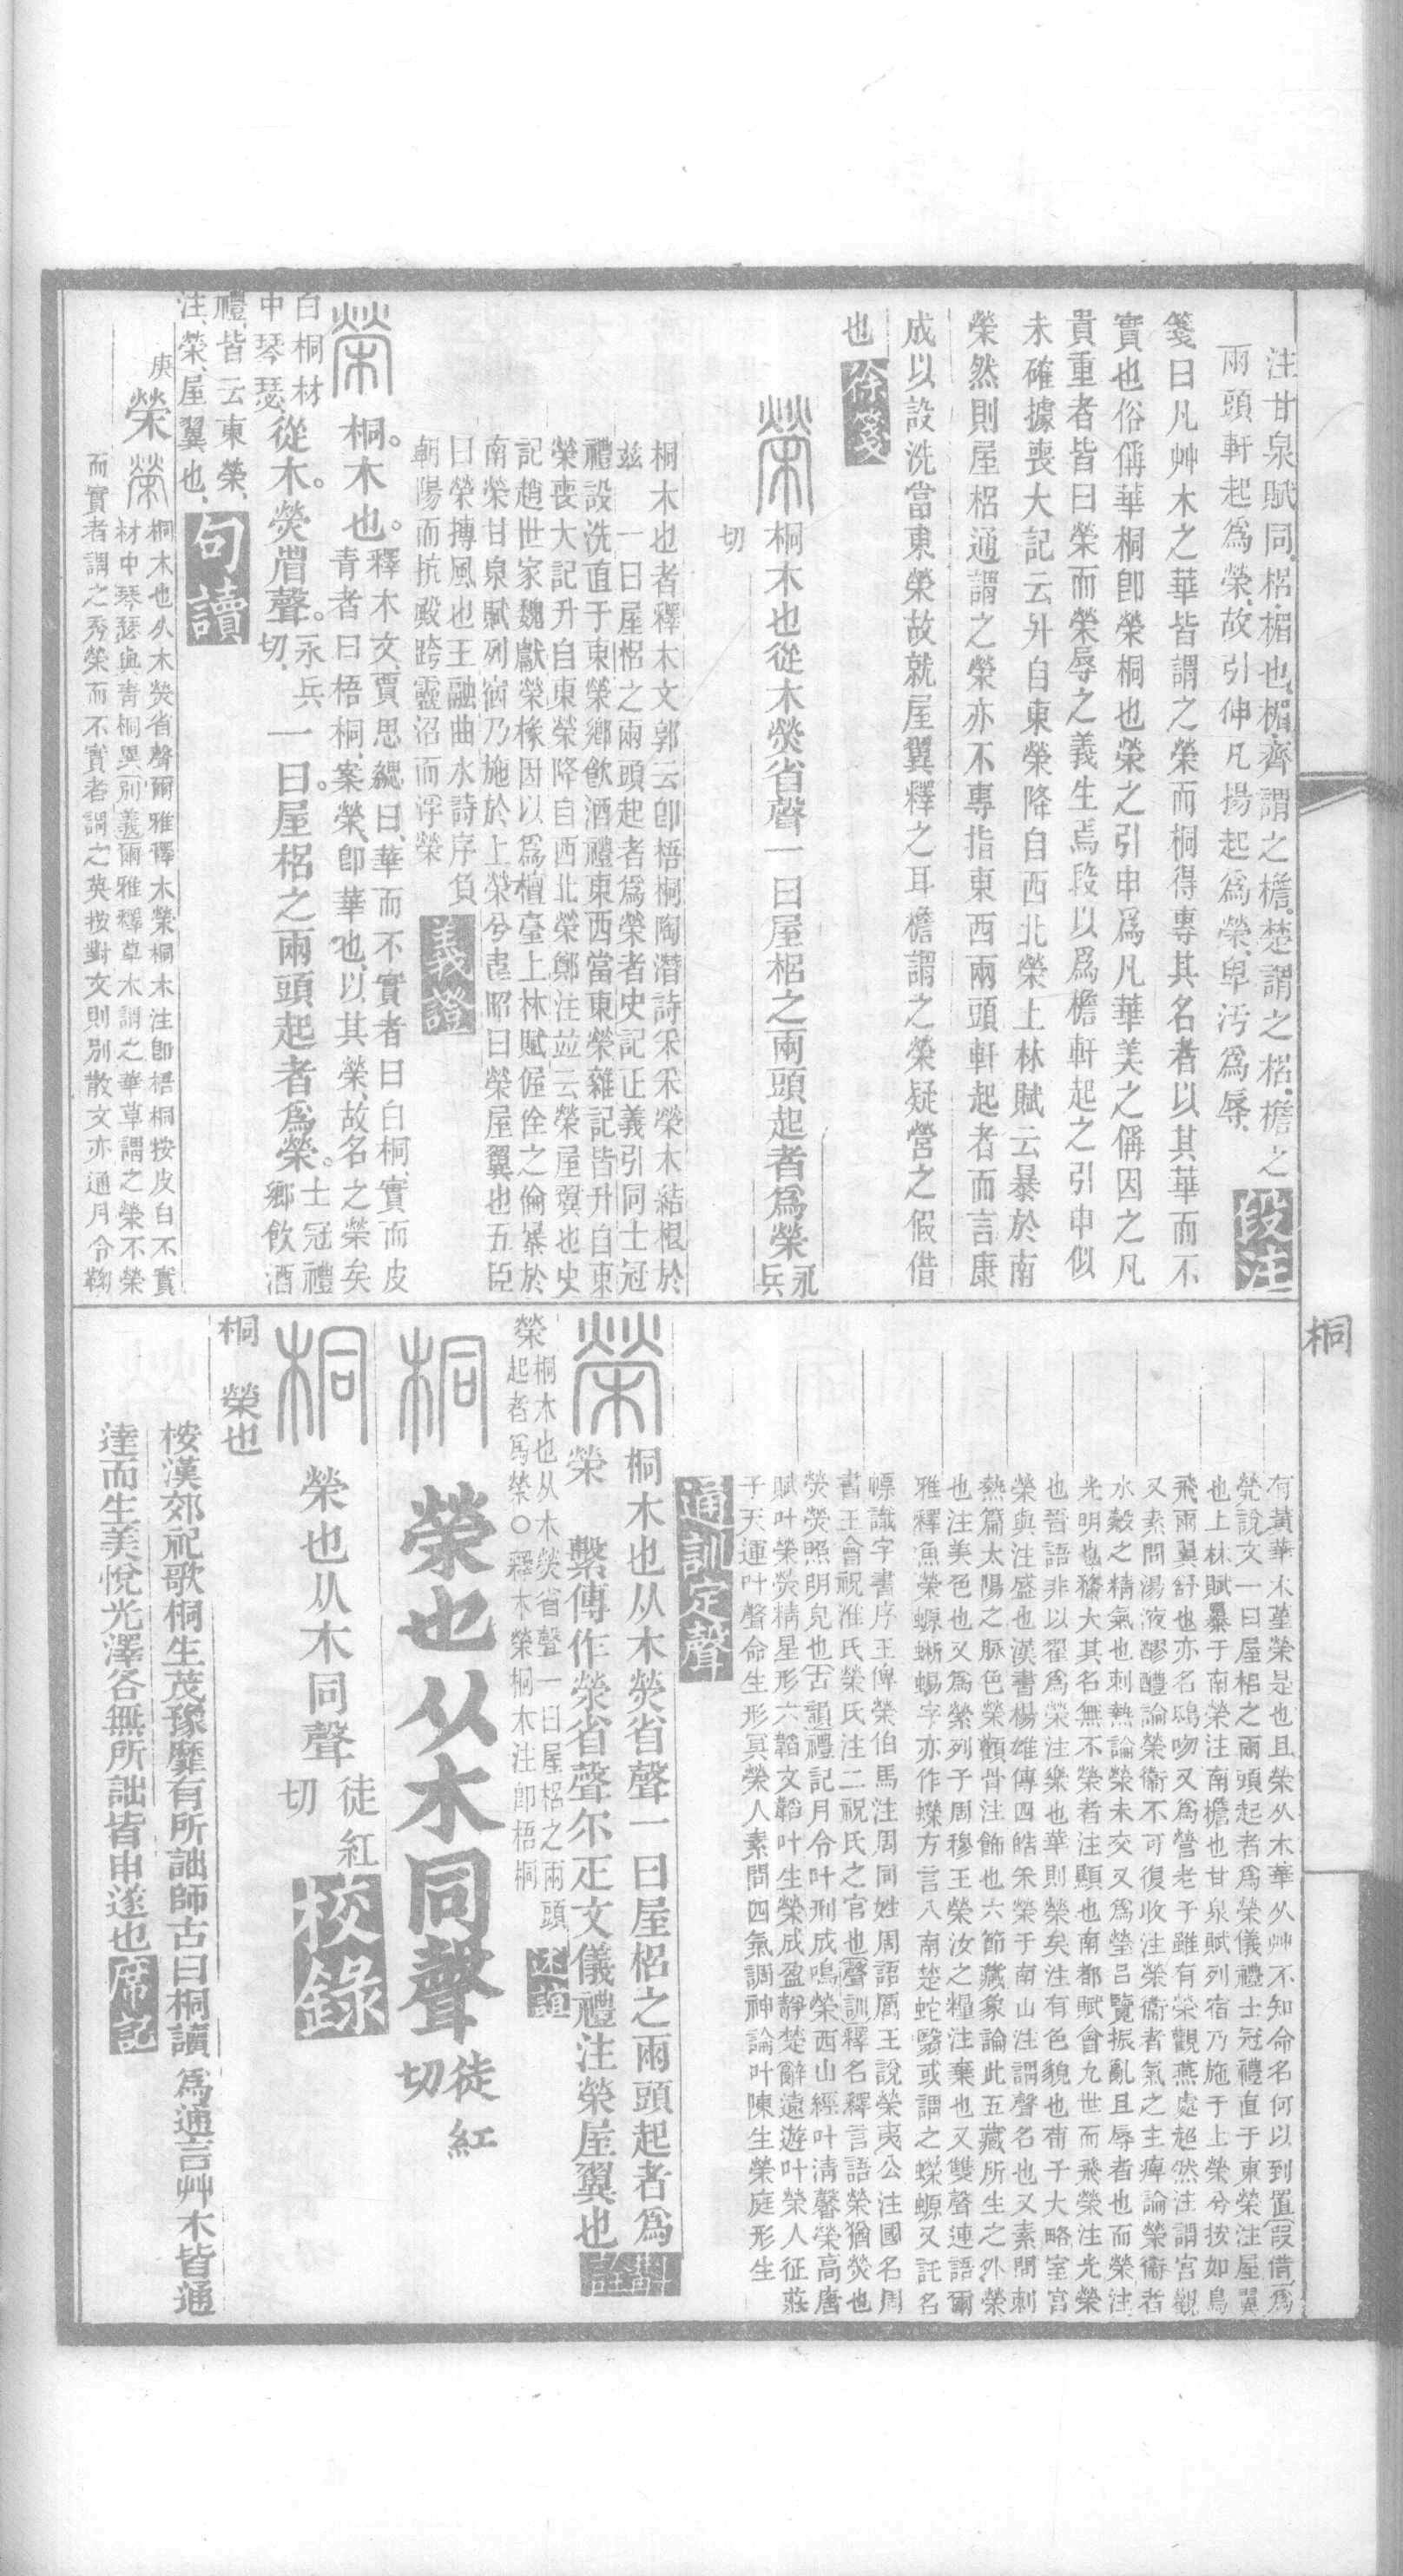 注甘泉賦同。梠、楣也、楣、齊謂之檐。楚謂之梠。檐之
兩頭軒起爲榮、故引伸凡揚起爲榮、卑汚爲辱、
段注
箋曰凡艸木之華皆謂之榮而桐得專其名者以其華而不
實也俗偁華桐卽榮桐也榮之引申爲凡華美之偁因之凡
貴重者皆曰榮而榮辱之義生焉段以爲檐軒起之引申似
未確據喪大記云升自東榮降自西北榮上林賦云暴於南
榮然則屋梠通謂之榮亦不專指東西兩頭軒起者而言康
成以設洗當東榮故就屋翼釋之耳檐謂之榮疑營之假借
也
徐箋
榮
桐木也從木熒省聲一曰屋梠之兩頭起者爲榮永兵
切
桐木也者釋木文郭云卽梧桐陶潛詩采采榮木結根於
兹 一曰屋梠之兩頭起者爲榮者史記正義引同士冠
禮設洗直于東榮鄉飮酒禮東西當東榮雜記皆升自東
榮喪大記升自東榮降自西北榮鄭注竝云榮屋翼也史
記趙世家魏獻榮椽因以爲檀臺上林賦偓佺之倫暴於
南榮甘泉賦列宿乃施於上榮兮韋昭曰榮屋翼也五臣
曰榮搏風也王融曲水詩序負
朝陽而抗殿跨靈沼而浮榮
義證
榮
桐。木也。釋木文、賈思勰曰華而不實者曰白桐、實而皮
青者曰梧桐案榮、卽華也、以其榮、故名之榮矣
白桐材
中琴瑟
從木。熒省聲。永兵
切、
一曰。屋梠之兩頭起者爲榮。士冠禮
鄉飲酒
禮、皆云東榮、
注、榮、屋翼也、
句讀
庚
榮
榮
桐木也从木熒省聲爾雅釋木榮桐木注卽梧桐按皮白不實
材中琴瑟與青桐異別義爾雅釋草木謂之華草謂之榮不榮
而實者謂之秀榮而不實者謂之英按對文則別散文亦通月令鞠
桐
有黃華木堇榮是也且榮从木華从艸不知命名何以到置假借爲
甍說文一曰屋梠之兩頭起者爲榮儀禮士冠禮直于東榮注屋翼
也上林賦暴于南榮注南檐也甘泉賦列宿乃施于上榮兮按如鳥
飛而翼舒也亦名鴟吻又爲營老子雖有榮觀燕處超然注謂宮觀
又素問湯液醪醴論榮衞不可復收注榮衞者氣之主痺論榮衞者
水穀之精氣也刺熱論榮未交又爲瑩呂覽振亂且辱者也而榮注
光明也務大其名無不榮者注顯也南都賦會九世而飛榮注光榮
也晉語非以翟爲榮注樂也華則榮矣注有色貌也荀子大略室宮
榮與注盛也漢書楊雄傳四皓采榮于南山注謂聲名也又素問刺
熱篇太陽之脈色榮顴骨注飾也六節藏象論此五藏所生之外榮
也注美色也又爲縈列子周穆王榮汝之糧注棄也又雙聲連語爾
雅釋魚榮螈蜥蜴字亦作蠑方言八南楚蛇醫或謂之蠑螈又託名
幖識字書序王俾榮伯馬注周同姓周語厲王說榮夷公注國名周
書王會祝淮氏榮氏注二祝氏之官也聲訓釋名釋言語榮猶熒也
熒熒照明皃也古韻禮記月令叶刑成鳴榮西山經叶淸馨榮高唐
賦叶榮熒精星形六韜文韜叶生榮成盈靜楚辭遠遊叶榮人征莊
子天運叶聲命生形冥榮人素問四氣調神論叶陳生榮庭形生
通訓定聲
榮
桐木也从木熒省聲一曰屋梠之兩頭起者爲
榮
繫傳作熒省聲尒疋文儀禮注榮屋翼也
斠詮
榮
桐木也从木熒省聲一曰屋梠之兩頭
起者爲榮○釋木榮桐木注卽梧桐
述誼
桐
榮也从木同聲徒紅
切
桐
榮也从木同聲徒紅
切
校錄
桐
榮也
桉漢郊祀歌桐生茂豫靡有所詘師古曰桐讀爲通言艸木皆通
達而生美悅光澤各無所詘皆申遂也
席記